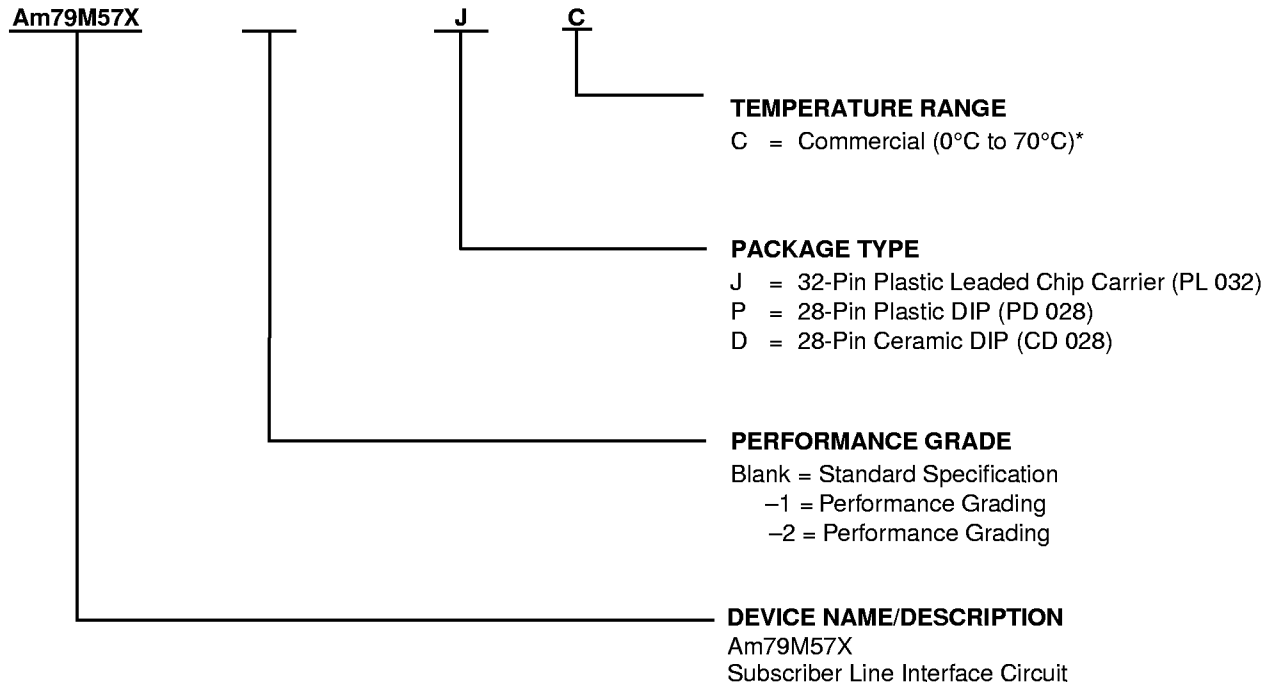 Am79M57X J C
TEMPERATURE RANGE
C = Commercial (0°C to 70°C)*
PACKAGE TYPE
J = 32-Pin Plastic Leaded Chip Carrier (PL 032)
P = 28-Pin Plastic DIP (PD 028)
D = 28-Pin Ceramic DIP (CD 028)
PERFORMANCE GRADE
Blank = Standard Specification
–1 = Performance Grading
–2 = Performance Grading
DEVICE NAME/DESCRIPTION
Am79M57X
Subscriber Line Interface Circuit